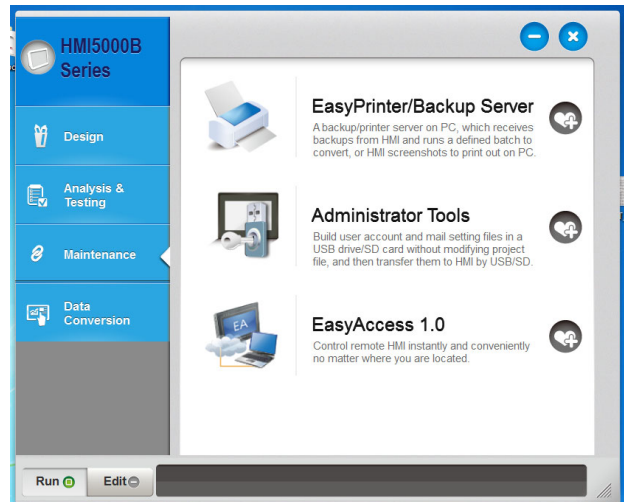 HMI5000B
Series
Design
Analysis &
Testing
Maintenance
Data
Conversion
EasyPrinter/Backup Server
A backup/printer server on PC, which receives
backups from HMI and runs a defined batch to
convert, or HMI screenshots to print out on PC.
Administrator Tools
Build user account and mail setting files in a
USB drive/SD card without modifying project
file, and then transfer them to HMI by USB/SD.
EA
EasyAccess 1.0
Control remote HMI instantly and conveniently
no matter where you are located.
Run
Edit